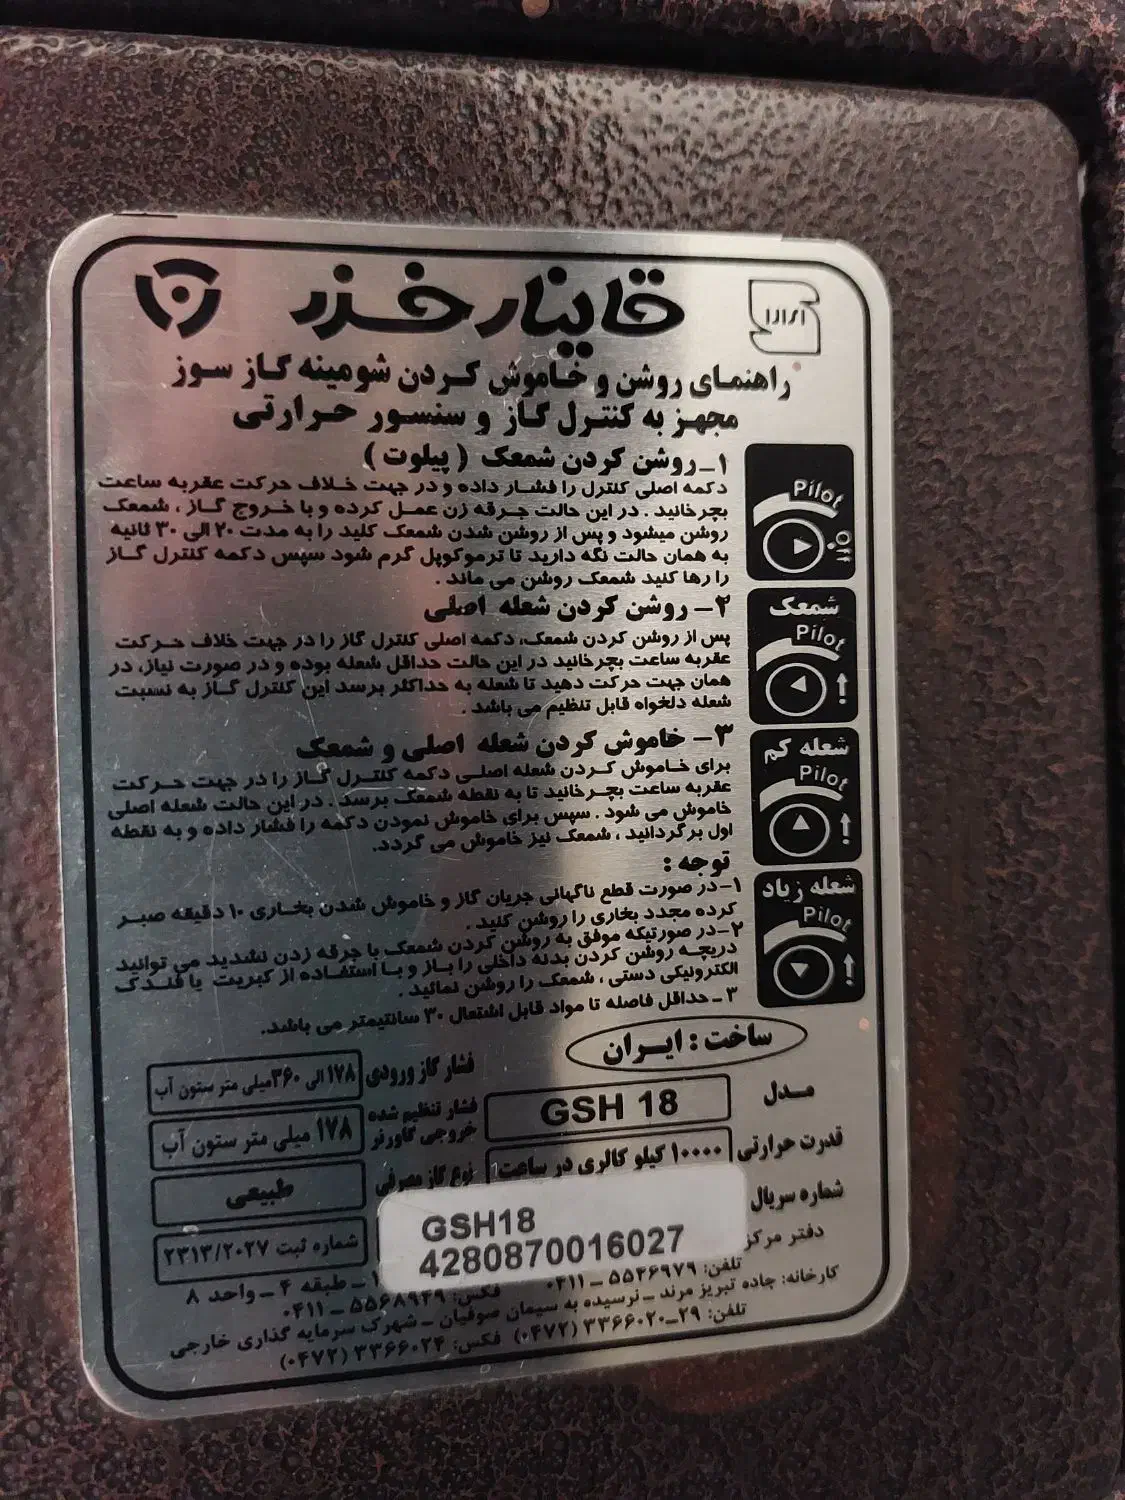 ایران
قاینار خزر
راهنمای روشن و خاموش کردن شومینه گاز سوز
مجهز به کنترل گاز و سنسور حرارتی
۱_روشن کردن شمعک ( پیلوت )
دکمه اصلی کنترل را فشار داده و در جهت خلاف حرکت عقربه ساعت
بچرخانید . در این حالت جرقه زن عمل کرده و با خروج گاز ، شمعک
روشن میشود و پس از روشن شدن شمعک کلید را به مدت ۲۰ الی ۳۰ ثانیه
به همان حالت نگه دارید تا ترموکوپل گرم شود سپس دکمه کنترل گاز
را رها کنید شمعک روشن می ماند .
Pilot
Off
۲- روشن کردن شعله اصلی
پس از روشن کردن شمعک، دکمه اصلی کنترل گاز را در جهت خلاف حرکت
عقربه ساعت بچرخانید در این حالت حداقل شعله بوده و در صورت نیاز، در
همان جهت حرکت دهید تا شعله به حداکثر برسد این کنترل گاز به نسبت
شعله دلخواه قابل تنظیم می باشد .
شمعک
Pilot
۳- خاموش کردن شعله اصلی و شمعک
برای خاموش کردن شعله اصلی دکمه کنترل گاز را در جهت حرکت
عقربه ساعت بچرخانید تا به نقطه شمعک برسد . در این حالت شعله اصلی
خاموش می شود . سپس برای خاموش نمودن دکمه را فشار داده و به نقطه
اول برگردانید ، شمعک نیز خاموش می گردد.
شعله کم
Pilot
توجه :
۱-در صورت قطع ناگهانی جریان گاز و خاموش شدن بخاری ۱۰ دقیقه صبر
کرده مجدد بخاری را روشن کنید .
۲-در صورتیکه موفق به روشن کردن شمعک با جرقه زدن نشدید می توانید
دریچه روشن کردن بدنه داخلی را باز و با استفاده از کبریت یا فندک
الکترونیکی دستی ، شمعک را روشن نمائید .
۳_حداقل فاصله تا مواد قابل اشتعال ۳۰ سانتیمتر می باشد.
شعله زیاد
Pilot
ساخت : ایران
مدل GSH 18
قدرت حرارتی ۱۰۰۰۰ کیلو کالری در ساعت
شماره سریال
GSH18
4280870016027
فشار گاز ورودی ۱۷۸ الی ۳۶۰ میلی متر ستون آب
فشار تنظیم شده خروجی گاورنر ۱۷۸ میلی متر ستون آب
نوع گاز مصرفی طبیعی
شماره ثبت ۲۳۱۳/۲۰۲۷
دفتر مرکز ۱_ طبقه ۴ _ واحد ۸
تلفن: ۵۵۴۶۹۷۹ _ ۰۴۱۱ فکس: ۵۵۶۸۹۴۹ _ ۰۴۱۱
کارخانه: جاده تبریز مرند _ نرسیده به سیمان صوفیان _ شهرک سرمایه گذاری خارجی
تلفن: ۲۹_۳۳۶۶۰۲۰ (۰۴۷۲) فکس: ۳۳۶۶۰۲۴ (۰۴۷۲)